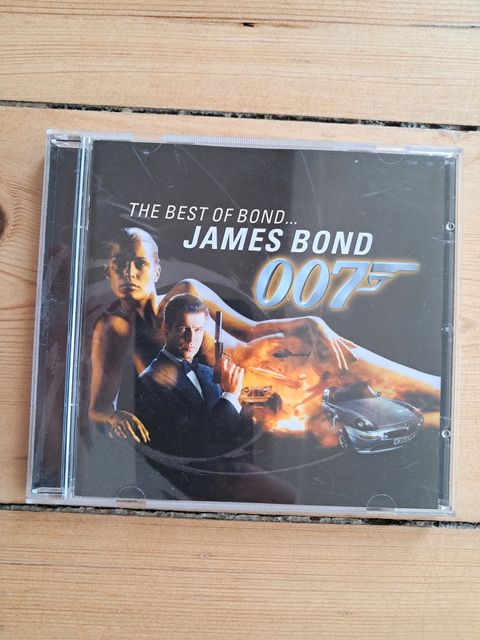 THE BEST OF BOND...
JAMES BOND
007